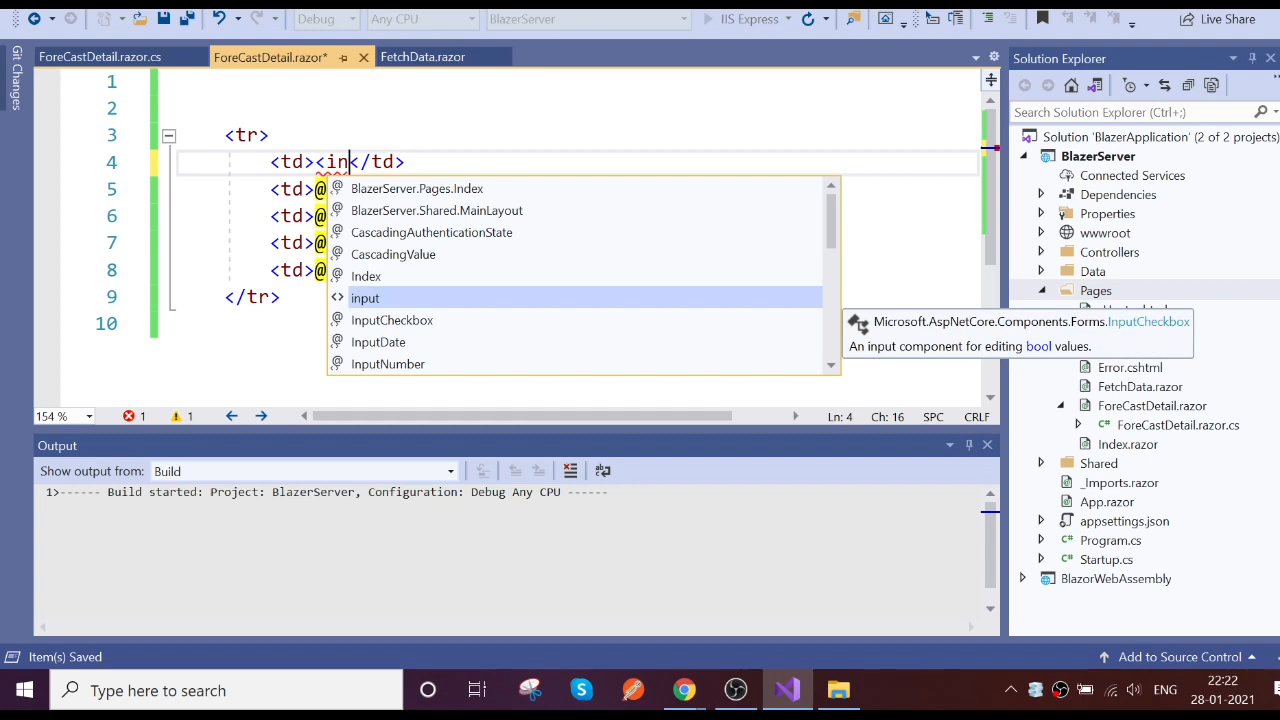 Debug
Any CPU
BlazerServer
IIS Express
Live Share
Git Changes
ForeCastDetail.razor.cs
ForeCastDetail.razor*
FetchData.razor
1
2
3 <tr>
4 <td><in</td>
5 <td>@
6 <td>@
7 <td>@
8 <td>@
9 </tr>
10
BlazerServer.Pages.Index
BlazerServer.Shared.MainLayout
CascadingAuthenticationState
CascadingValue
Index
input
InputCheckbox
InputDate
InputNumber
Microsoft.AspNetCore.Components.Forms.InputCheckbox
An input component for editing bool values.
154 %
1
1
Ln: 4
Ch: 16
SPC
CRLF
Output
Show output from: Build
1>------ Build started: Project: BlazerServer, Configuration: Debug Any CPU ------
Solution Explorer
Search Solution Explorer (Ctrl+;)
Solution 'BlazerApplication' (2 of 2 projects)
BlazerServer
Connected Services
Dependencies
Properties
wwwroot
Controllers
Data
Pages
Error.cshtml
FetchData.razor
ForeCastDetail.razor
ForeCastDetail.razor.cs
Index.razor
Shared
_Imports.razor
App.razor
appsettings.json
Program.cs
Startup.cs
BlazorWebAssembly
Item(s) Saved
Add to Source Control
Type here to search
ENG
22:22
28-01-2021